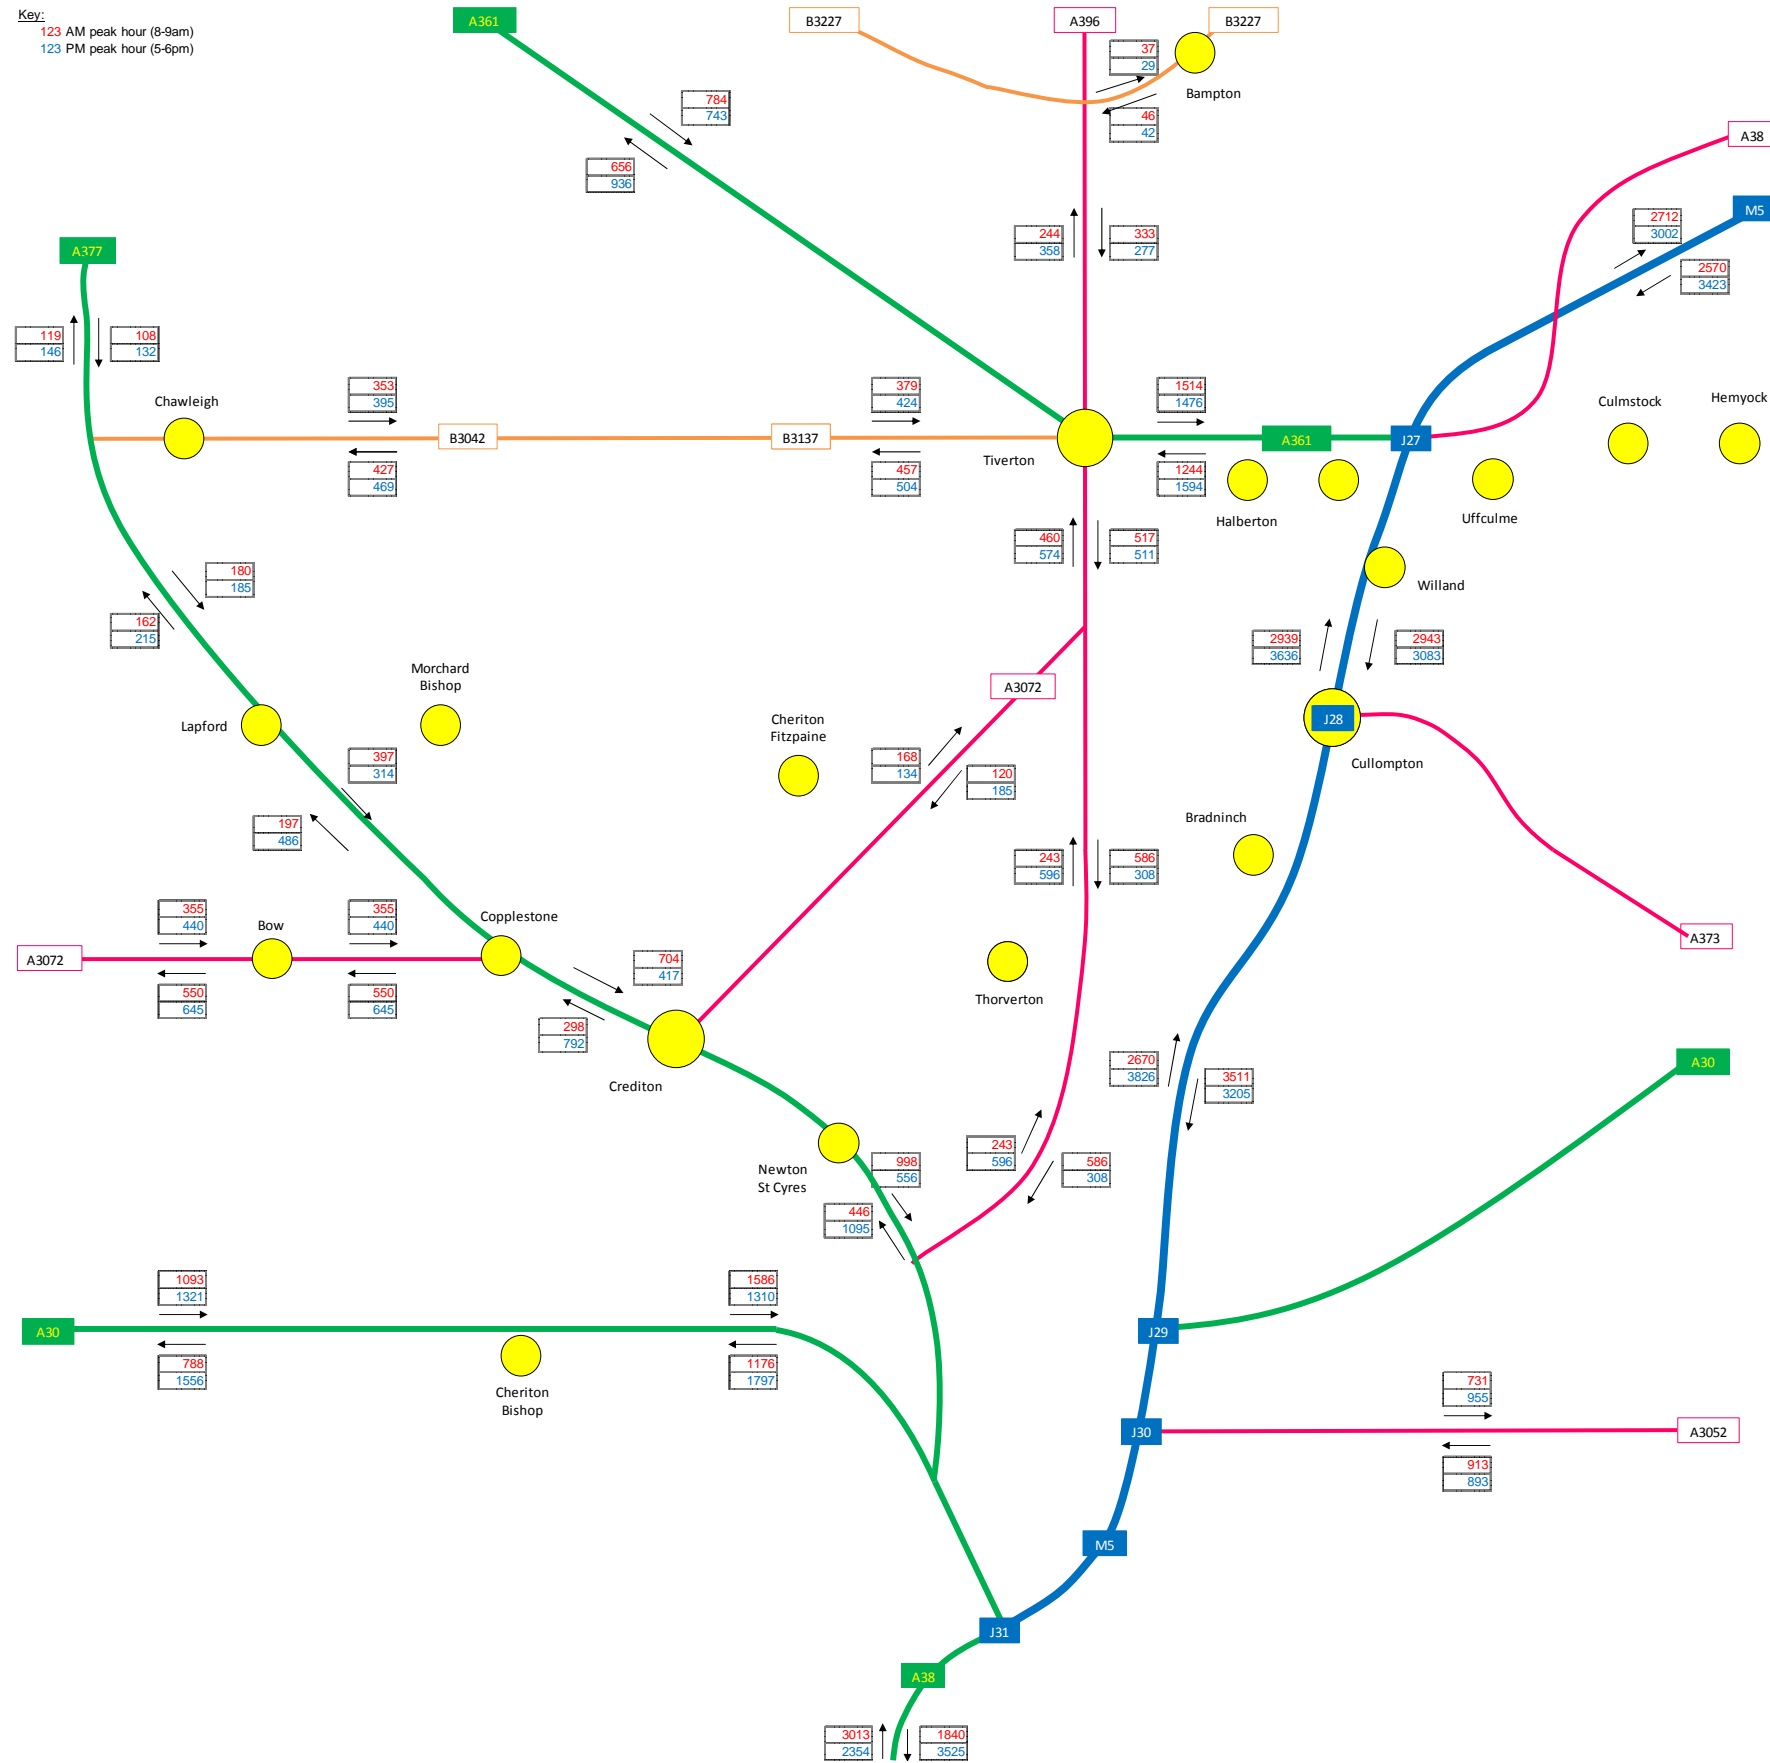 Key:
123 AM peak hour (8-9am)
123 PM peak hour (5-6pm)
A361
B3227
A396
B3227
37
29
Bampton
46
42
784
743
656
936
A38
M5
2712
3002
2570
3423
244
358
333
277
A377
119
146
108
132
Chawleigh
353
395
B3042
427
469
B3137
379
424
457
504
Tiverton
1514
1476
A361
1244
1594
J27
Halberton
Uffculme
Culmstock
Hemyock
460
574
517
511
Willand
180
185
162
215
2939
3636
2943
3083
Morchard
Bishop
Lapford
A3072
Cheriton
Fitzpaine
168
134
120
185
J28
Cullompton
397
314
197
486
Bradninch
243
596
586
308
355
440
Bow
355
440
Copplestone
A3072
550
645
550
645
704
417
298
792
Thorverton
A373
Crediton
2670
3826
3511
3205
A30
Newton
St Cyres
998
556
446
1095
243
596
586
308
1093
1321
1586
1310
A30
788
1556
Cheriton
Bishop
1176
1797
J29
J30
731
955
A3052
913
893
M5
J31
A38
3013
2354
1840
3525